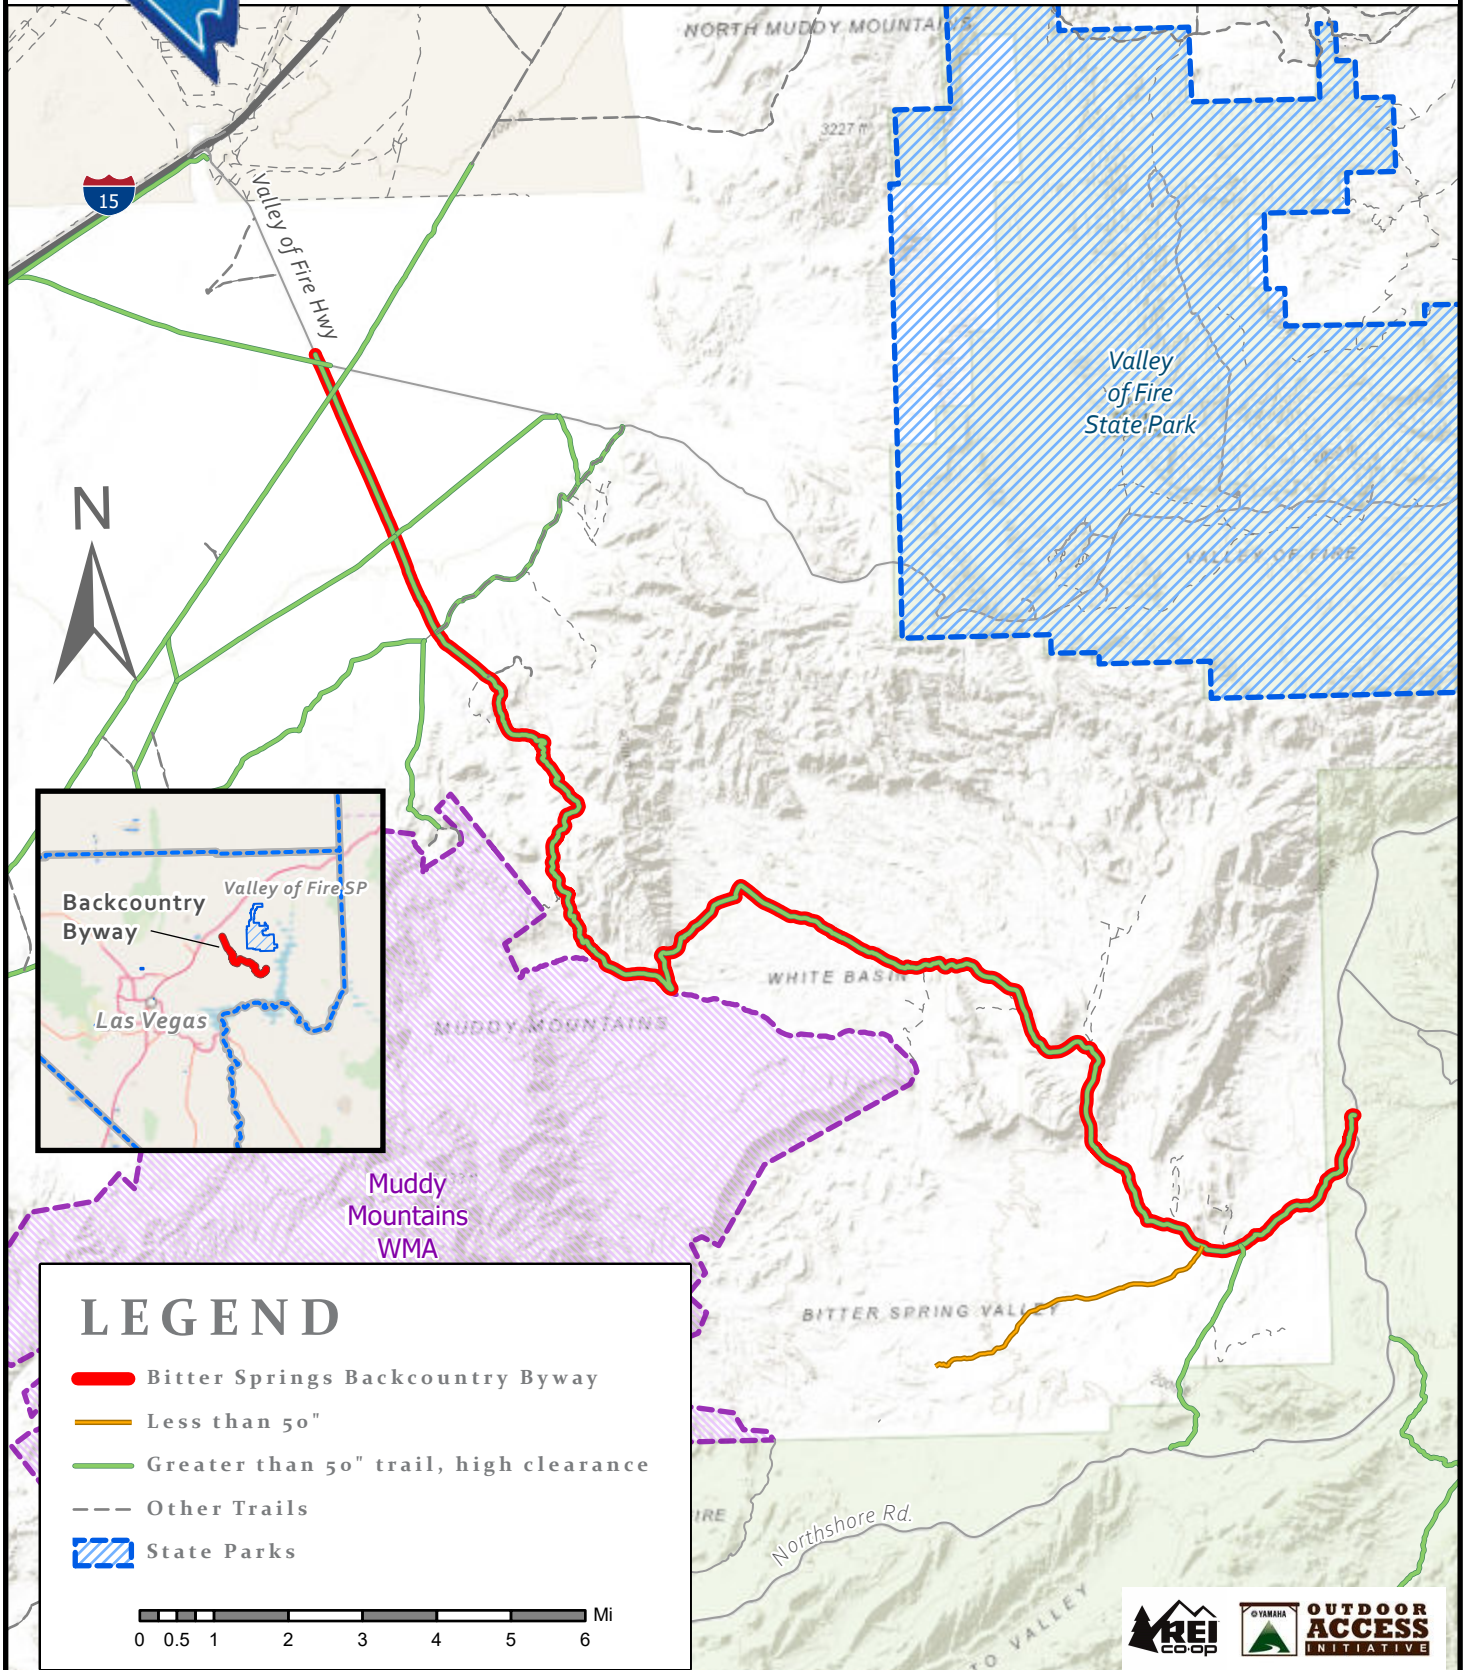 NORTH MUDDY MOUNTAINS
3227 ft
15
Valley of Fire Hwy
Valley
of Fire
State Park
VALLEY OF FIRE
N
Valley of Fire SP
Backcountry
Byway
Las Vegas
WHITE BASIN
MUDDY MOUNTAINS
Muddy
Mountains
WMA
BITTER SPRING VALLEY
LEGEND
Bitter Springs Backcountry Byway
Less than 50"
Greater than 50" trail, high clearance
Other Trails
State Parks
Mi
0 0.5 1 2 3 4 5 6
IRE
Northshore Rd.
TO VALLEY
REI
co·op
YAMAHA
OUTDOOR
ACCESS
INITIATIVE